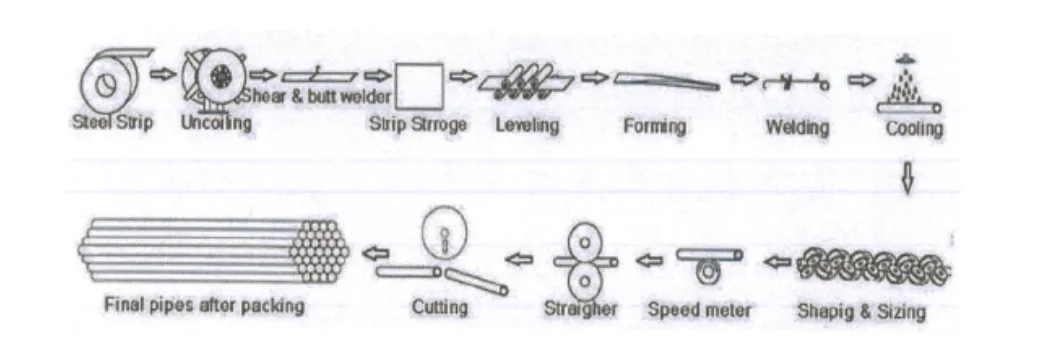 Shear & butt welder
Steel Strip
Uncoiling
Strip Strroge
Leveling
Forming
Welding
Cooling
Final pipes after packing
Cutting
Straigher
Speed meter
Shapig & Sizing